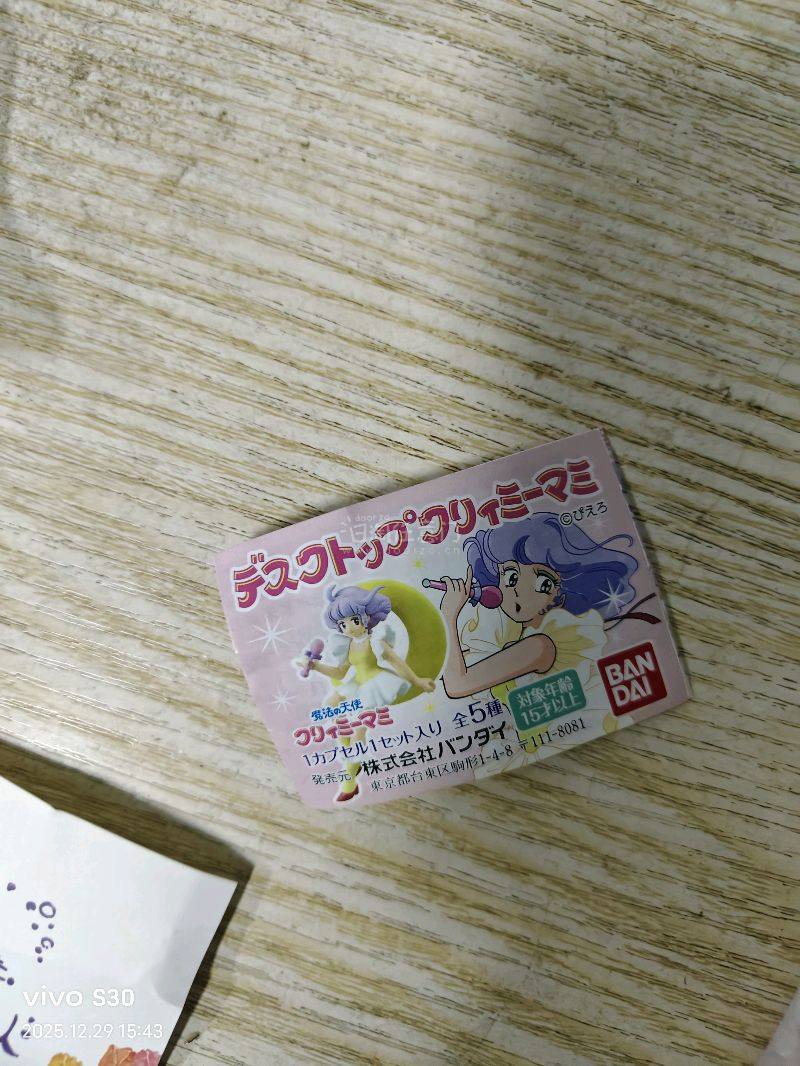 デスクトップクリィミーマミ
©ぴえろ
魔法の天使
クリィミーマミ
1カプセル1セット入り 全5種
対象年齢
15才以上
BAN
DAI
発売元/株式会社バンダイ
東京都台東区駒形1-4-8 〒111-8081
vivo S30
2025.12.29 15:43